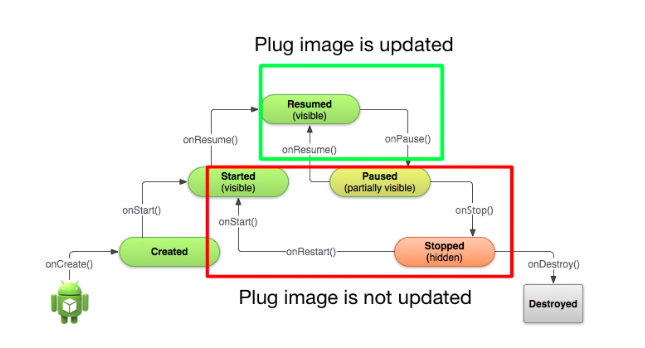 Plug image is updated
Resumed
(visible)
onResume()
onResume()
onPause()
Started
(visible)
Paused
(partially visible)
onStart()
onStart()
onStop()
Created
onRestart()
Stopped
(hidden)
onCreate()
onDestroy()
Plug image is not updated
Destroyed